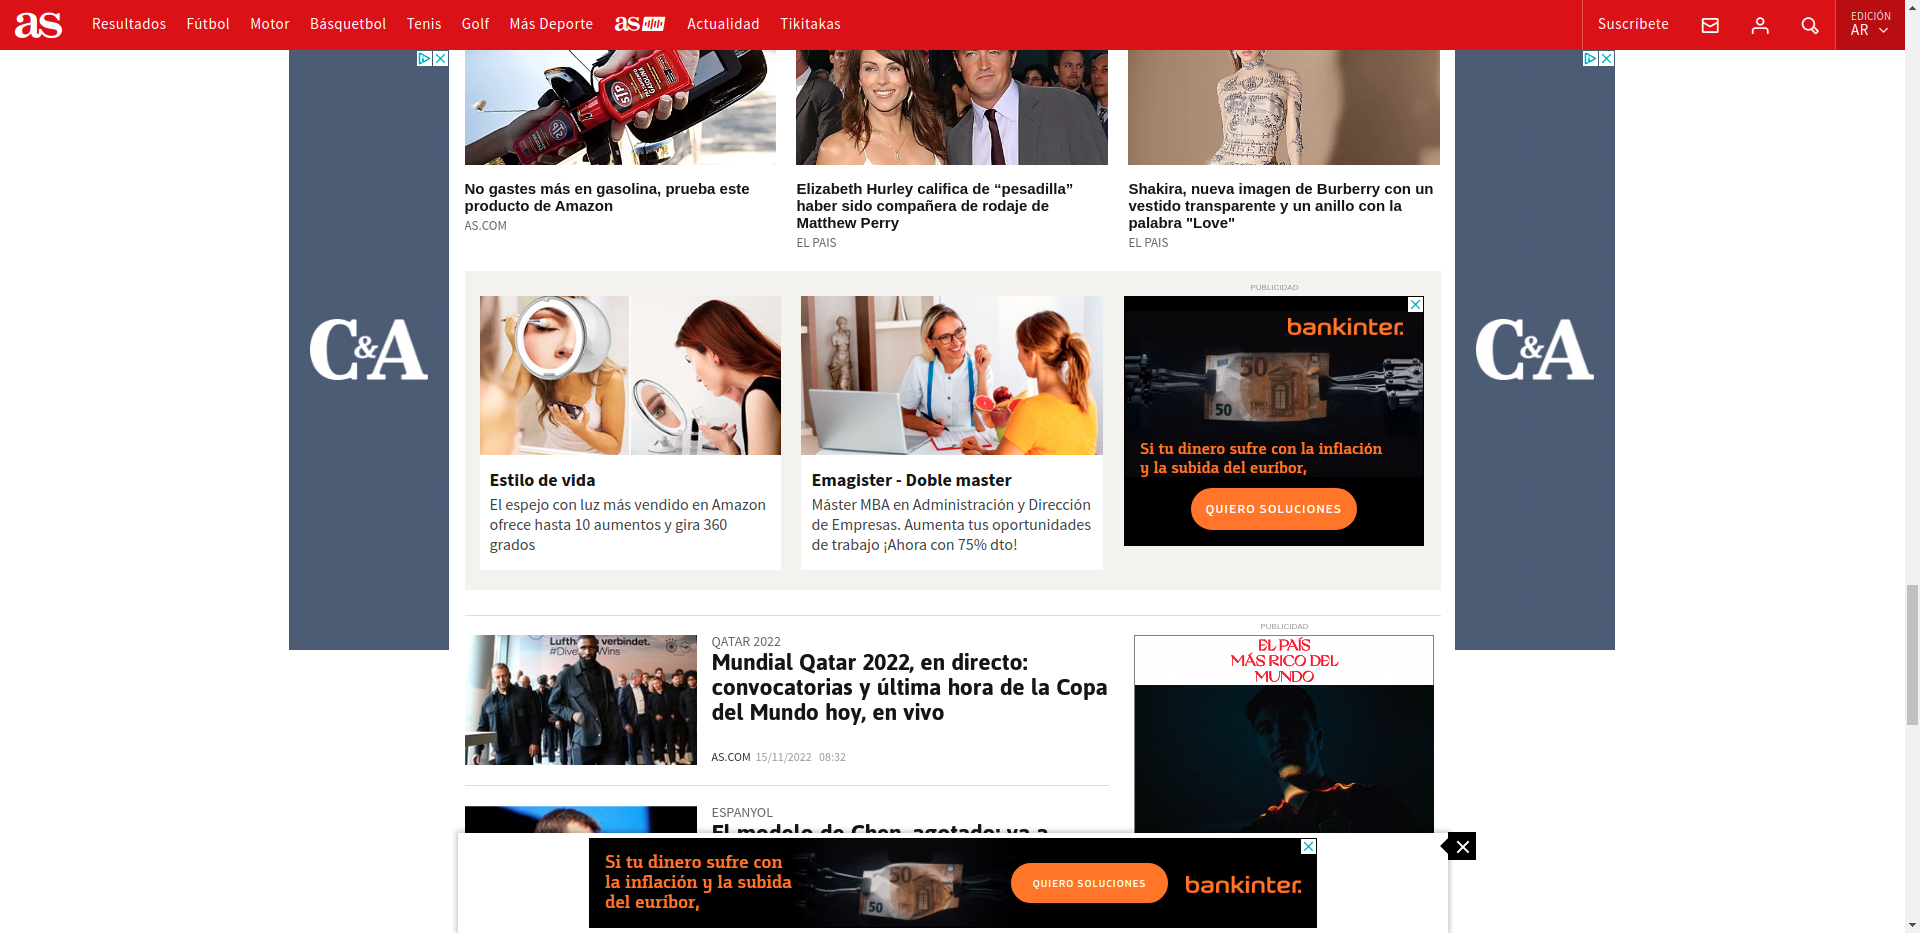 as
Resultados
Fútbol
Motor
Básquetbol
Tenis
Golf
Más Deporte
as
Actualidad
Tikitakas
Suscríbete
EDICIÓN
AR
STP
No gastes más en gasolina, prueba este
producto de Amazon
AS.COM
Elizabeth Hurley califica de “pesadilla”
haber sido compañera de rodaje de
Matthew Perry
EL PAIS
Shakira, nueva imagen de Burberry con un
vestido transparente y un anillo con la
palabra "Love"
EL PAIS
C&A
C&A
Estilo de vida
El espejo con luz más vendido en Amazon
ofrece hasta 10 aumentos y gira 360
grados
Emagister - Doble master
Máster MBA en Administración y Dirección
de Empresas. Aumenta tus oportunidades
de trabajo ¡Ahora con 75% dto!
PUBLICIDAD
bankinter.
50
50
Si tu dinero sufre con la inflación
y la subida del euríbor,
QUIERO SOLUCIONES
QATAR 2022
Mundial Qatar 2022, en directo:
convocatorias y última hora de la Copa
del Mundo hoy, en vivo
AS.COM 15/11/2022 08:32
PUBLICIDAD
EL PAÍS
MÁS RICO DEL
MUNDO
ESPANYOL
El modelo de Chen, agotado: va a
Si tu dinero sufre con
la inflación y la subida
del euríbor,
50
50
QUIERO SOLUCIONES
bankinter.